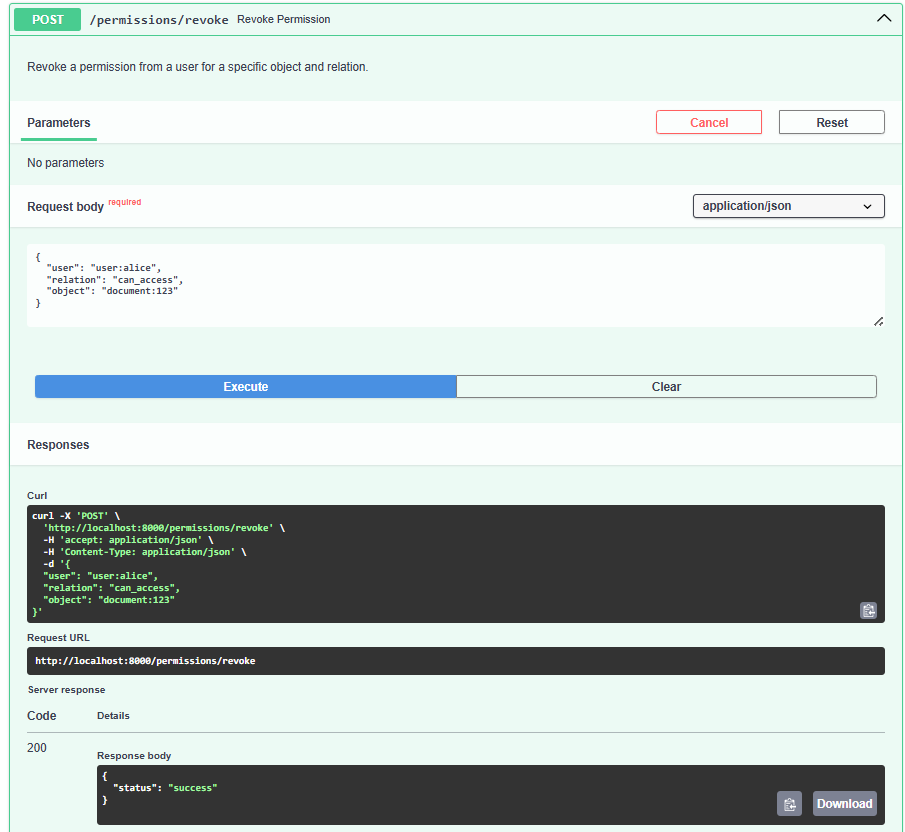 POST /permissions/revoke Revoke Permission
Revoke a permission from a user for a specific object and relation.
Parameters
Cancel
Reset
No parameters
Request body required
application/json
{
  "user": "user:alice",
  "relation": "can_access",
  "object": "document:123"
}
Execute
Clear
Responses
Curl
curl -X 'POST' \
  'http://localhost:8000/permissions/revoke' \
  -H 'accept: application/json' \
  -H 'Content-Type: application/json' \
  -d '{
  "user": "user:alice",
  "relation": "can_access",
  "object": "document:123"
}'
Request URL
http://localhost:8000/permissions/revoke
Server response
Code Details
200
Response body
{
  "status": "success"
}
Download